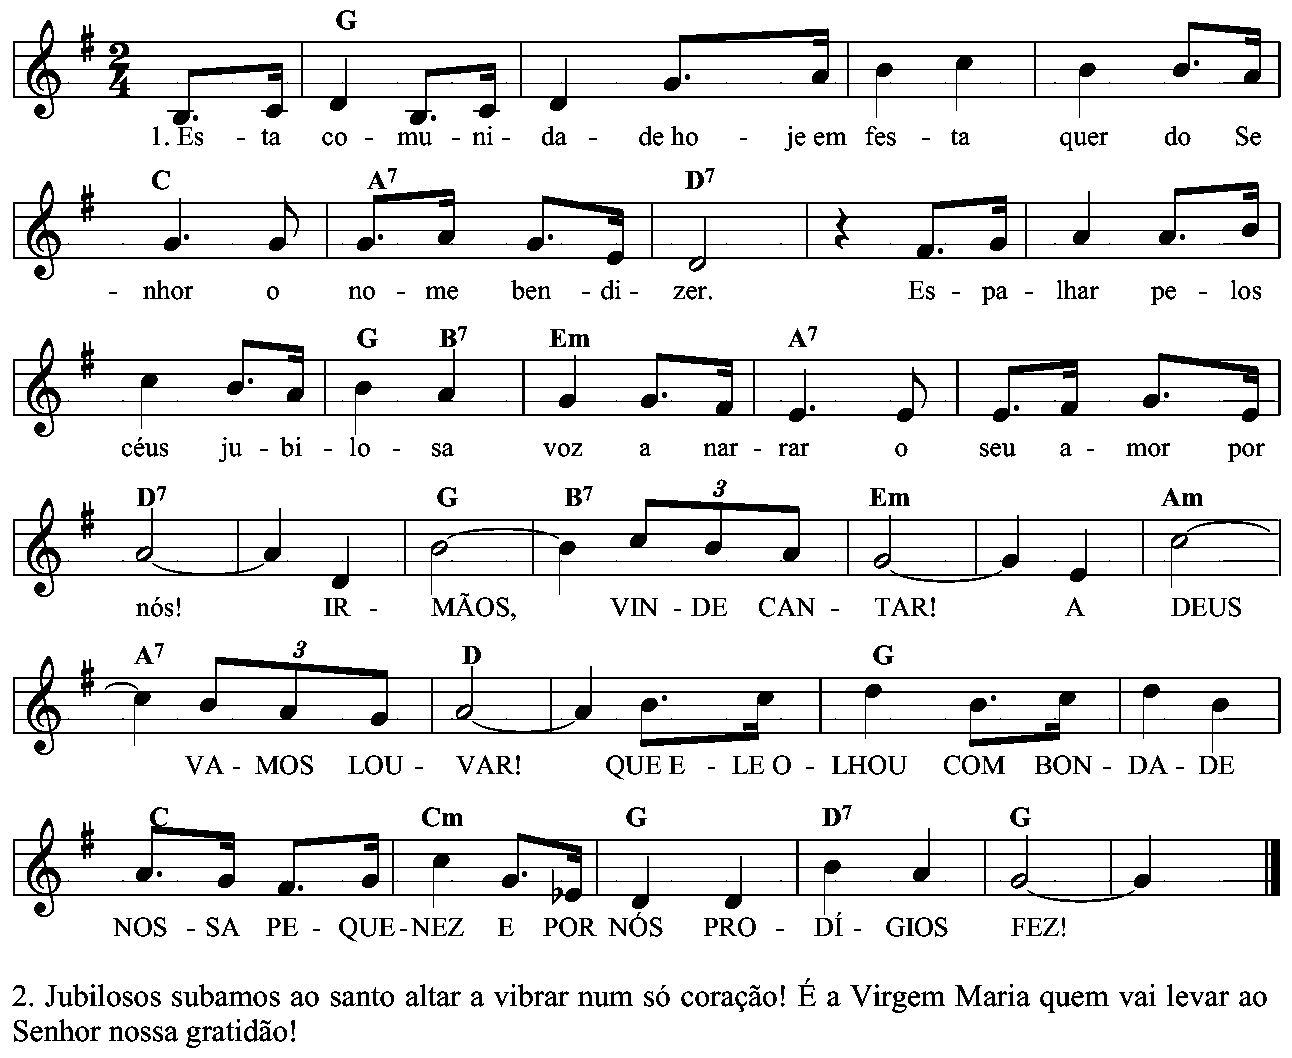 G
2
4
1. Es - ta co - mu - ni - da - de ho - je em fes - ta quer do Se
C A7 D7
- nhor o no - me ben - di - zer. Es - pa - lhar pe - los
G B7 Em A7
céus ju - bi - lo - sa voz a nar - rar o seu a - mor por
D7 G B7 3 Em Am
nós! IR - MÃOS, VIN - DE CAN - TAR! A DEUS
A7 3 D G
VA - MOS LOU - VAR! QUE E - LE O - LHOU COM BON - DA - DE
C Cm G D7 G
NOS - SA PE - QUE - NEZ E POR NÓS PRO - DÍ - GIOS FEZ!
2. Jubilosos subamos ao santo altar a vibrar num só coração! É a Virgem Maria quem vai levar ao
Senhor nossa gratidão!